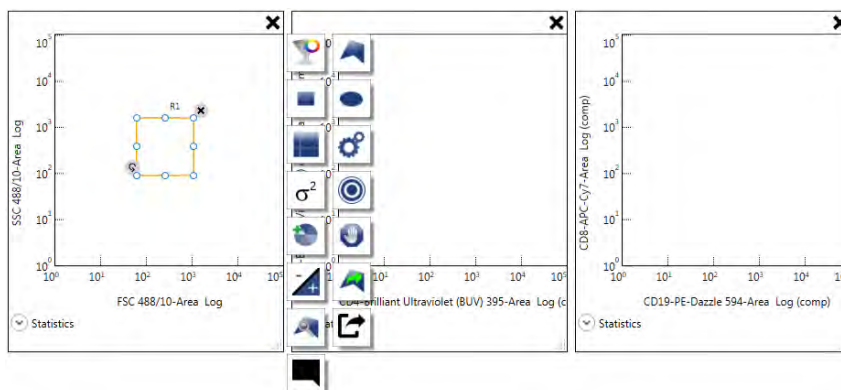 10⁵
10⁴
10³
10²
10¹
10⁰
SSC 488/10-Area Log
R1
10⁰ 10¹ 10² 10³ 10⁴ 10⁵
FSC 488/10-Area Log
Statistics
σ²
10⁰ 10¹ 10² 10³ 10⁴ 10⁵
CD4-Brilliant Ultraviolet (BUV) 395-Area Log (c
10⁵
10⁴
10³
10²
10¹
10⁰
CD8-APC-Cy7-Area Log (comp)
10⁰ 10¹ 10² 10³ 10⁴
CD19-PE-Dazzle 594-Area Log (comp)
Statistics